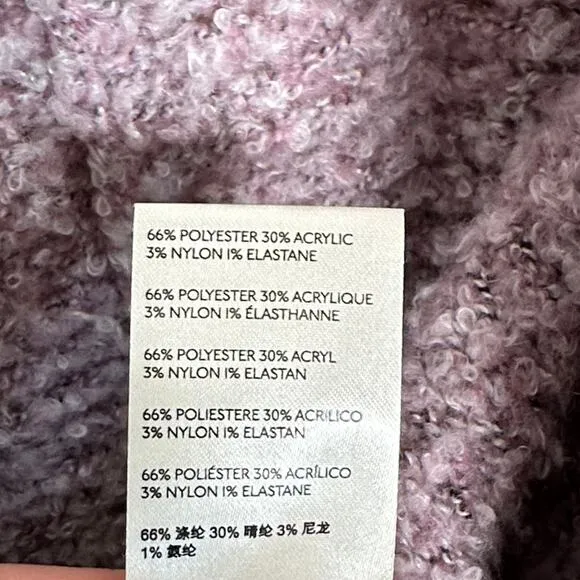 66% POLYESTER 30% ACRYLIC
3% NYLON 1% ELASTANE
66% POLYESTER 30% ACRYLIQUE
3% NYLON 1% ÉLASTHANNE
66% POLYESTER 30% ACRYL
3% NYLON 1% ELASTAN
66% POLIESTERE 30% ACRILICO
3% NYLON 1% ELASTAN
66% POLIÉSTER 30% ACRÍLICO
3% NYLON 1% ELASTANE
66% 涤纶 30% 晴纶 3% 尼龙
1% 氨纶